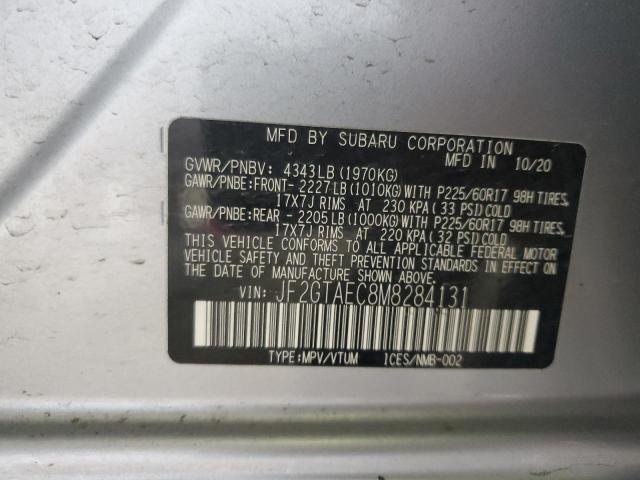 MFD BY SUBARU CORPORATION
MFD IN 10/20
GVWR/PNBV: 4343LB (1970KG)
GAWR/PNBE:FRONT- 2227LB (1010KG) WITH P225/60R17 98H TIRES,
17X7J RIMS AT 230 KPA (33 PSI) COLD
GAWR/PNBE:REAR - 2205LB (1000KG) WITH P225/60R17 98H TIRES,
17X7J RIMS AT 220 KPA (32 PSI) COLD
THIS VEHICLE CONFORMS TO ALL APPLICABLE FEDERAL MOTOR
VEHICLE SAFETY AND THEFT PREVENTION STANDARDS IN EFFECT ON
THE DATE OF MANUFACTURE SHOWN ABOVE.
VIN: JF2GTAEC8M8284131
TYPE:MPV/VTUM ICES/NMB-002